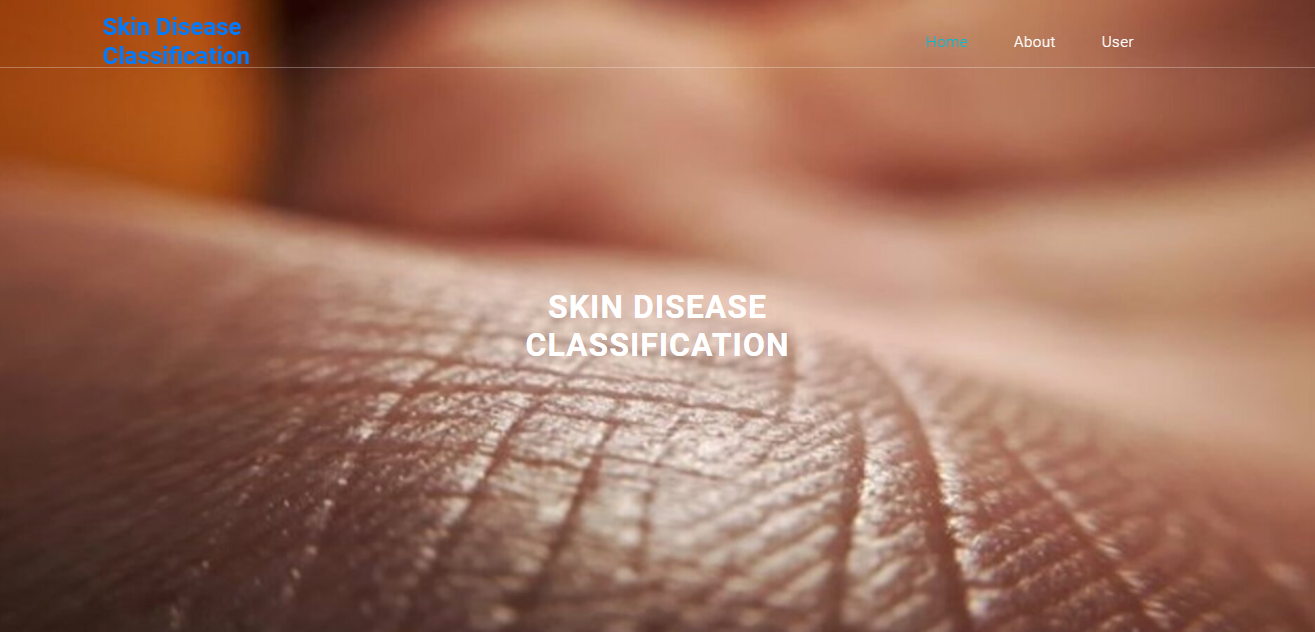 Skin Disease
Classification
Home
About
User
SKIN DISEASE
CLASSIFICATION